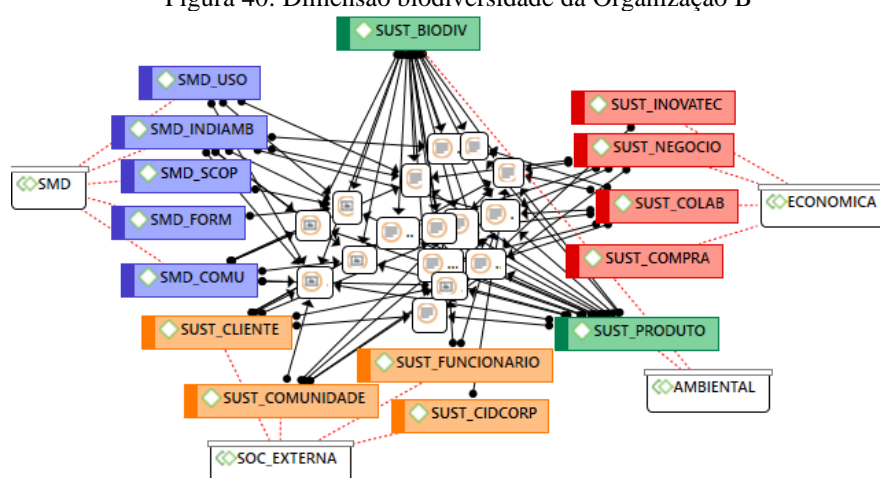 Figura 40: Dimensão biodiversidade da Organização B
SUST_BIODIV
SMD_USO
SUST_INOVATEC
SMD_INDIAMB
SUST_NEGOCIO
SMD_SCOP
SMD
SUST_COLAB
ECONOMICA
SMD_FORM
SUST_COMPRA
SMD_COMU
SUST_CLIENTE
SUST_PRODUTO
SUST_FUNCIONARIO
AMBIENTAL
SUST_COMUNIDADE
SUST_CIDCORP
SOC_EXTERNA